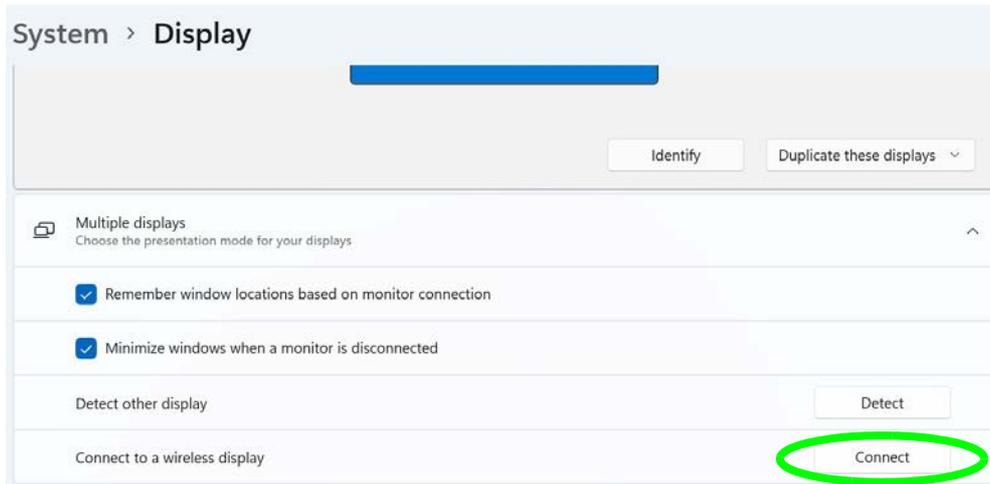 System > Display
Identify
Duplicate these displays
Multiple displays
Choose the presentation mode for your displays
Remember window locations based on monitor connection
Minimize windows when a monitor is disconnected
Detect other display
Detect
Connect to a wireless display
Connect